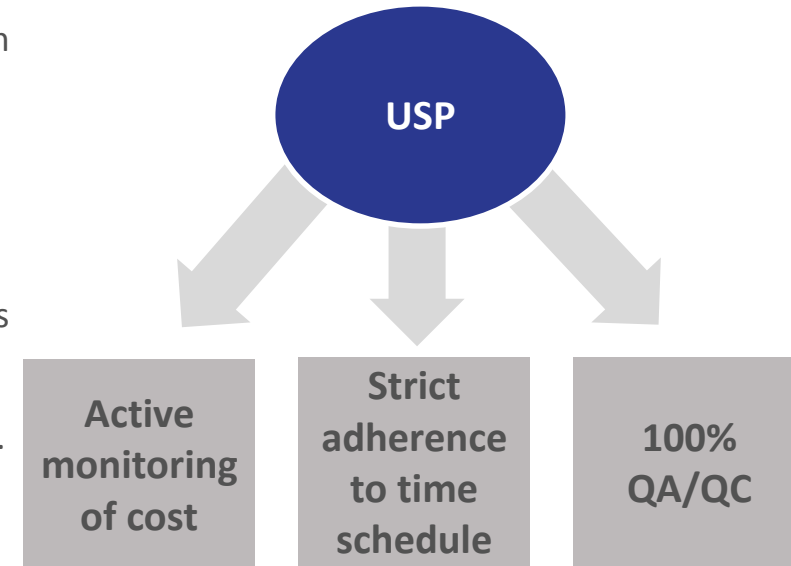 n
USP
s
.
Active
monitoring
of cost
Strict
adherence
to time
schedule
100%
QA/QC